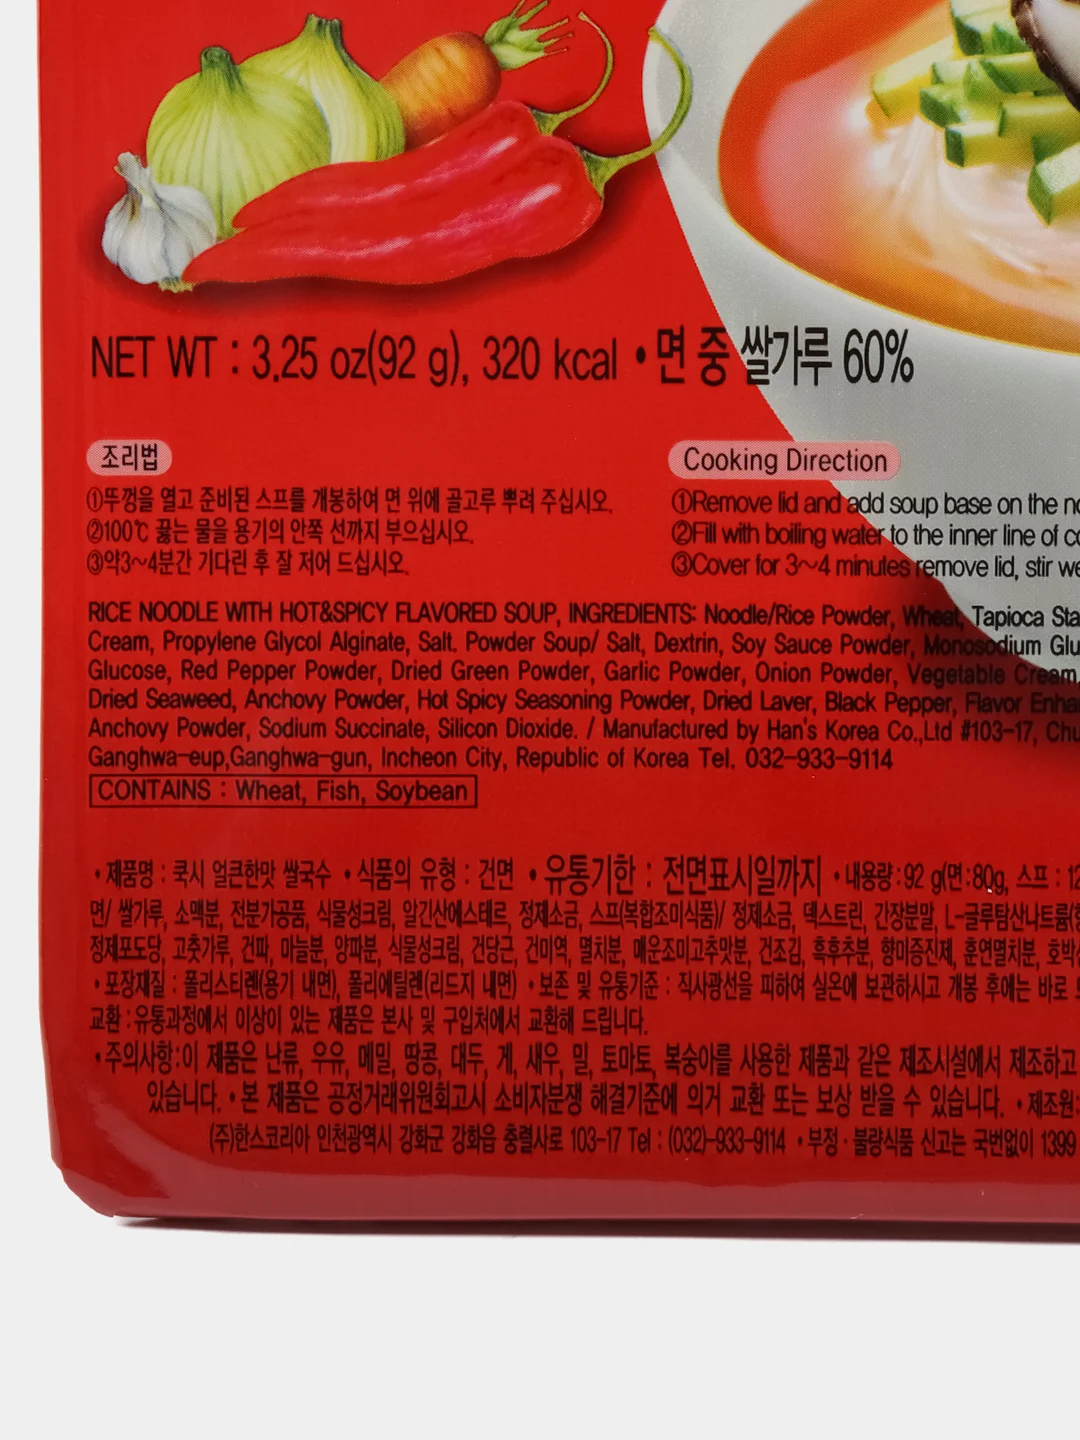 NET WT : 3.25 oz(92 g), 320 kcal • 면 중 쌀가루 60%
조리법
①뚜껑을 열고 준비된 스프를 개봉하여 면 위에 골고루 뿌려 주십시오.
②100℃ 끓는 물을 용기의 안쪽 선까지 부으십시오.
③약3~4분간 기다린 후 잘 저어 드십시오.
Cooking Direction
①Remove lid and add soup base on the
②Fill with boiling water to the inner line of
③Cover for 3~4 minutes remove lid, stir
RICE NOODLE WITH HOT&SPICY FLAVORED SOUP, INGREDIENTS: Noodle/Rice Powder, Wheat, Tapioca Sta
Cream, Propylene Glycol Alginate, Salt. Powder Soup/ Salt, Dextrin, Soy Sauce Powder, Monosodium Glu
Glucose, Red Pepper Powder, Dried Green Powder, Garlic Powder, Onion Powder, Vegetable Cream,
Dried Seaweed, Anchovy Powder, Hot Spicy Seasoning Powder, Dried Laver, Black Pepper, Flavor Enha
Anchovy Powder, Sodium Succinate, Silicon Dioxide. / Manufactured by Han's Korea Co.,Ltd #103-17, Chu
Ganghwa-eup,Ganghwa-gun, Incheon City, Republic of Korea Tel. 032-933-9114
CONTAINS : Wheat, Fish, Soybean
• 제품명 : 쿡시 얼큰한맛 쌀국수 • 식품의 유형 : 건면 • 유통기한 : 전면표시일까지 • 내용량:92 g(면:80g, 스프 : 12
면/ 쌀가루, 소맥분, 전분가공품, 식물성크림, 알긴산에스테르, 정제소금, 스프(복합조미식품)/ 정제소금, 덱스트린, 간장분말, L-글루탐산나트륨(향
정제포도당, 고춧가루, 건파, 마늘분, 양파분, 식물성크림, 건당근, 건미역, 멸치분, 매운조미고추맛분, 건조김, 흑후추분, 향미증진제, 훈연멸치분, 호박산
• 포장재질 : 폴리스티렌(용기 내면), 폴리에틸렌(리드지 내면) • 보존 및 유통기준 : 직사광선을 피하여 실온에 보관하시고 개봉 후에는 바로
교환 : 유통과정에서 이상이 있는 제품은 본사 및 구입처에서 교환해 드립니다.
• 주의사항:이 제품은 난류, 우유, 메밀, 땅콩, 대두, 게, 새우, 밀, 토마토, 복숭아를 사용한 제품과 같은 제조시설에서 제조하고
있습니다. • 본 제품은 공정거래위원회고시 소비자분쟁 해결기준에 의거 교환 또는 보상 받을 수 있습니다. • 제조원:
(주)한스코리아 인천광역시 강화군 강화읍 충렬사로 103-17 Tel : (032)-933-9114 • 부정 · 불량식품 신고는 국번없이 1399